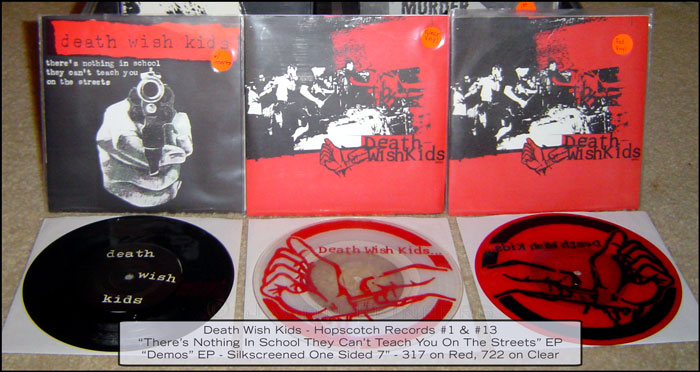 MURDER
death wish kids
there's nothing in school
they can't teach you
on the streets
Death
WishKids
Death
WishKids
death
wish
kids
Death Wish Kids...
Death Wish Kids
Death Wish Kids - Hopscotch Records #1 & #13
"There's Nothing In School They Can't Teach You On The Streets" EP
"Demos" EP - Silkscreened One Sided 7" - 317 on Red, 722 on Clear